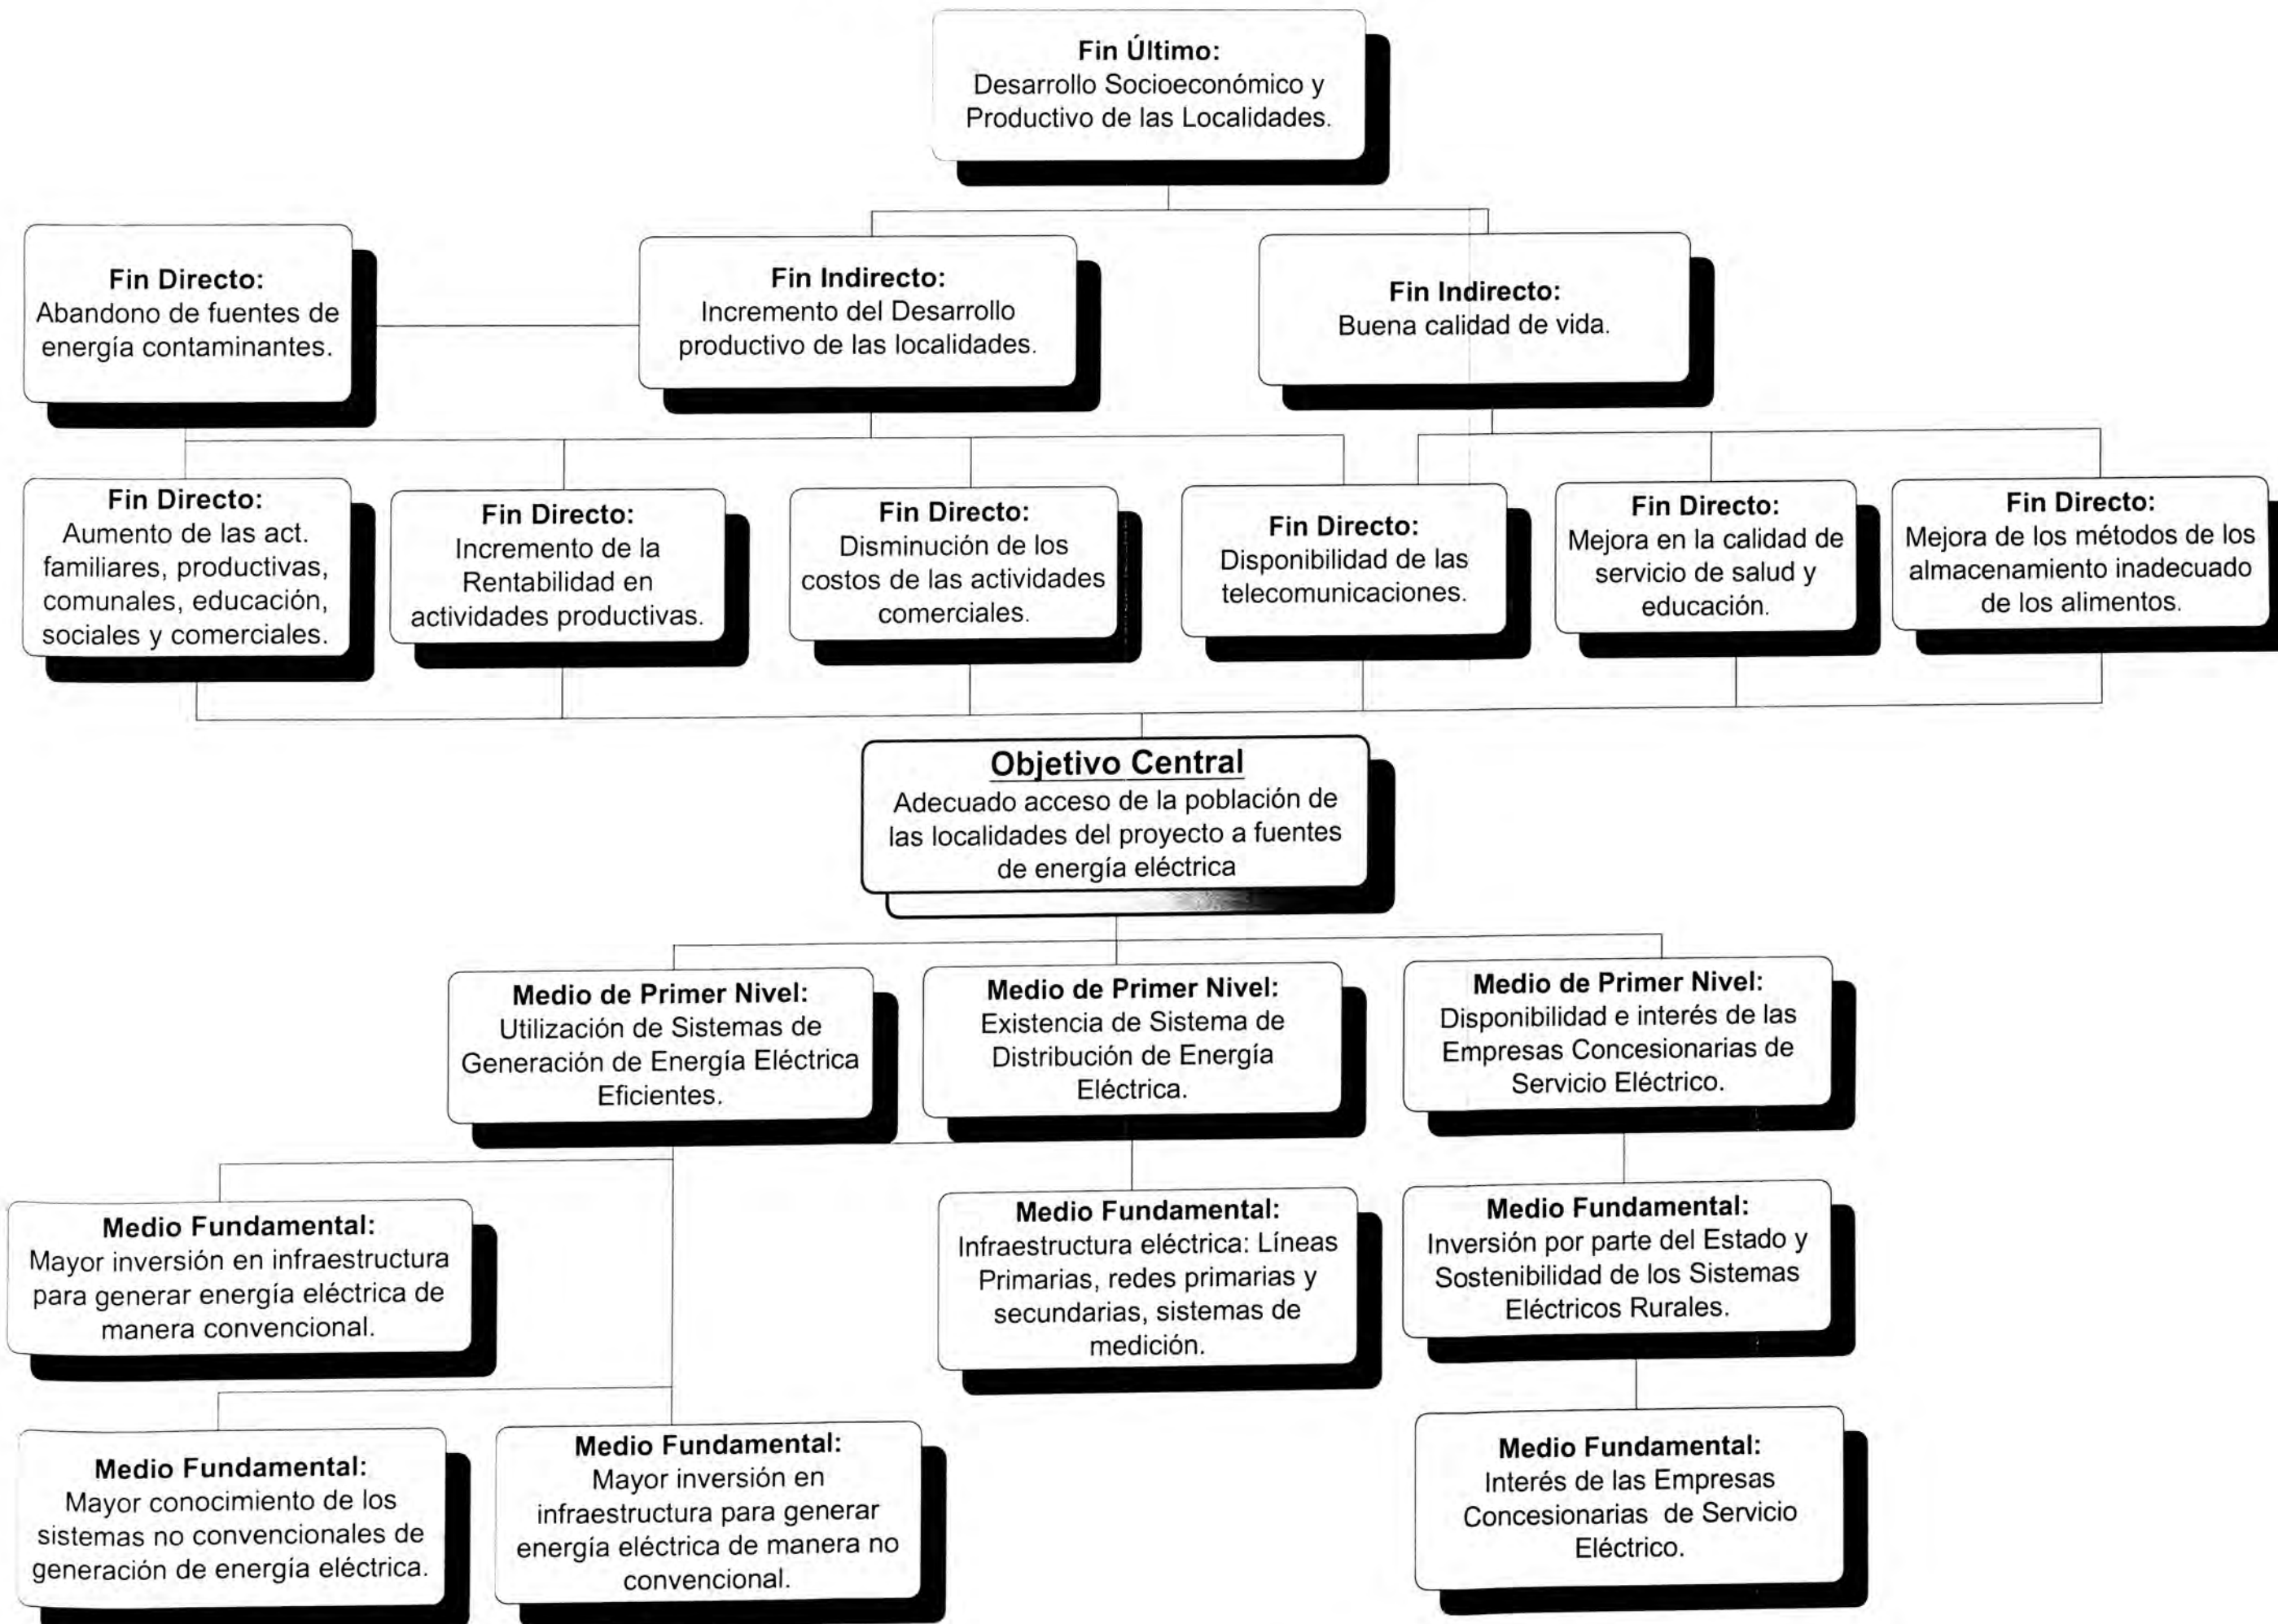 Fin Último:
Desarrollo Socioeconómico y
Productivo de las Localidades.
Fin Directo:
Abandono de fuentes de
energía contaminantes.
Fin Indirecto:
Incremento del Desarrollo
productivo de las localidades.
Fin Indirecto:
Buena calidad de vida.
Fin Directo:
Aumento de las act.
familiares, productivas,
comunales, educación,
sociales y comerciales.
Fin Directo:
Incremento de la
Rentabilidad en
actividades productivas.
Fin Directo:
Disminución de los
costos de las actividades
comerciales.
Fin Directo:
Disponibilidad de las
telecomunicaciones.
Fin Directo:
Mejora en la calidad de
servicio de salud y
educación.
Fin Directo:
Mejora de los métodos de los
almacenamiento inadecuado
de los alimentos.
Objetivo Central
Adecuado acceso de la población de
las localidades del proyecto a fuentes
de energía eléctrica
Medio de Primer Nivel:
Utilización de Sistemas de
Generación de Energía Eléctrica
Eficientes.
Medio de Primer Nivel:
Existencia de Sistema de
Distribución de Energía
Eléctrica.
Medio de Primer Nivel:
Disponibilidad e interés de las
Empresas Concesionarias de
Servicio Eléctrico.
Medio Fundamental:
Mayor inversión en infraestructura
para generar energía eléctrica de
manera convencional.
Medio Fundamental:
Infraestructura eléctrica: Líneas
Primarias, redes primarias y
secundarias, sistemas de
medición.
Medio Fundamental:
Inversión por parte del Estado y
Sostenibilidad de los Sistemas
Eléctricos Rurales.
Medio Fundamental:
Mayor conocimiento de los
sistemas no convencionales de
generación de energía eléctrica.
Medio Fundamental:
Mayor inversión en
infraestructura para generar
energía eléctrica de manera no
convencional.
Medio Fundamental:
Interés de las Empresas
Concesionarias de Servicio
Eléctrico.